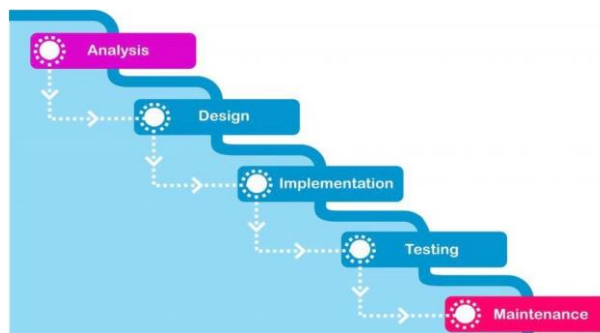 Analysis
Design
Implementation
Testing
Maintenance